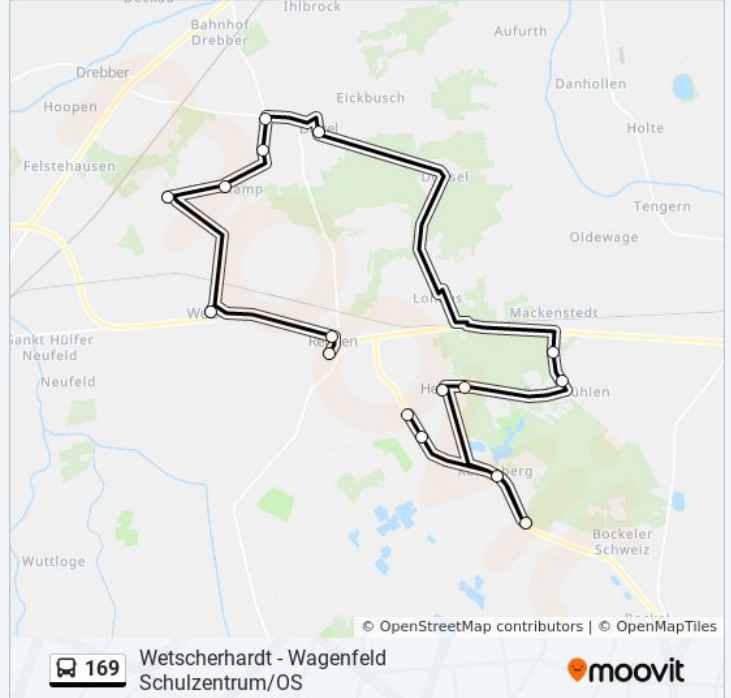 Ihlbrock
Bahnhof
Drebber
Aufurth
Drebber
Eickbusch
Danhollen
Hoopen
Holte
Felstehausen
Tengern
Oldewage
Mackenstedt
Sankt Hülfer
Neufeld
Neufeld
Bockeler
Schweiz
Wuttloge
© OpenStreetMap contributors | © OpenMapTiles
169
Wetscherhardt - Wagenfeld
Schulzentrum/OS
moovit